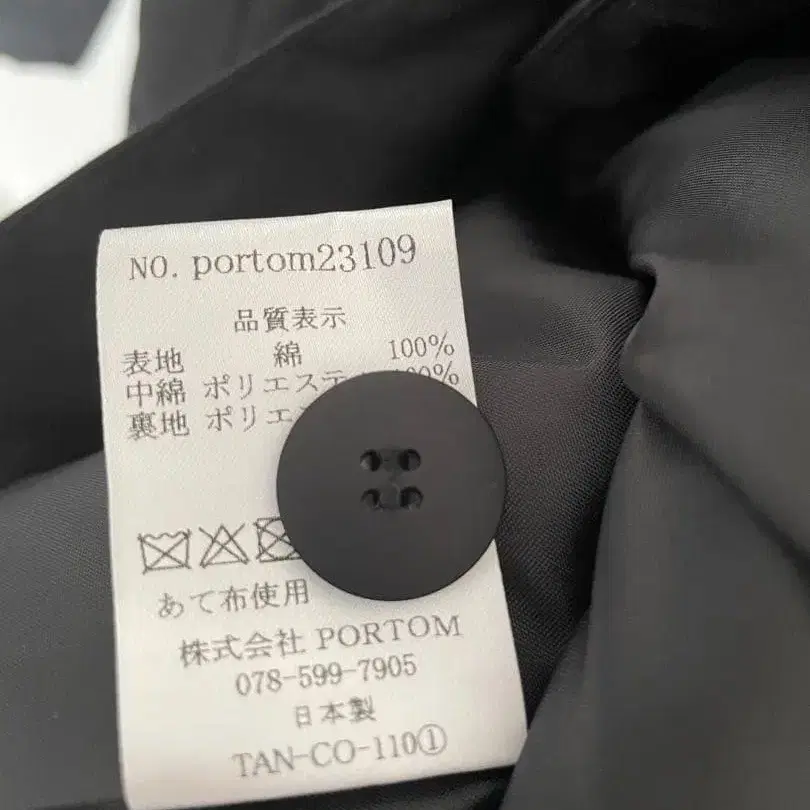 NO. portom23109
品質表示
表地 綿 100%
中綿 ポリエステ 100%
裏地 ポリエ
あて布使用
株式会社 PORTOM
078-599-7905
日本製
TAN-CO-110①